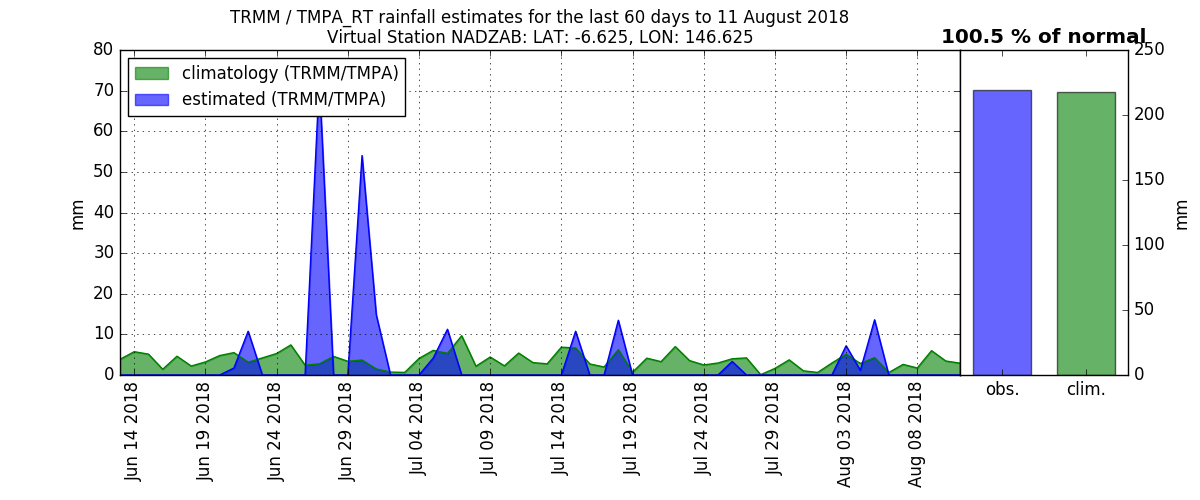 TRMM / TMPA_RT rainfall estimates for the last 60 days to 11 August 2018
Virtual Station NADZAB: LAT: -6.625, LON: 146.625
100.5 % of normal
climatology (TRMM/TMPA)
estimated (TRMM/TMPA)
80
70
60
50
40
30
20
10
0
mm
Jun 14 2018
Jun 19 2018
Jun 24 2018
Jun 29 2018
Jul 04 2018
Jul 09 2018
Jul 14 2018
Jul 19 2018
Jul 24 2018
Jul 29 2018
Aug 03 2018
Aug 08 2018
obs.
clim.
250
200
150
100
50
0
mm